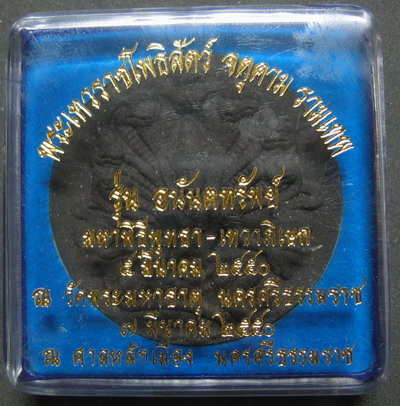 พระเทวราชโพธิสัตว์ จตุคาม รามเทพ
รุ่น อนันตทรัพย์
มหาพิธีพุทธา-เทวาภิเษก
๕ มีนาคม ๒๕๕๐
ณ วัดพระมหาธาตุ นครศรีธรรมราช
๗ มีนาคม ๒๕๕๐
ณ ศาลหลักเมือง นครศรีธรรมราช